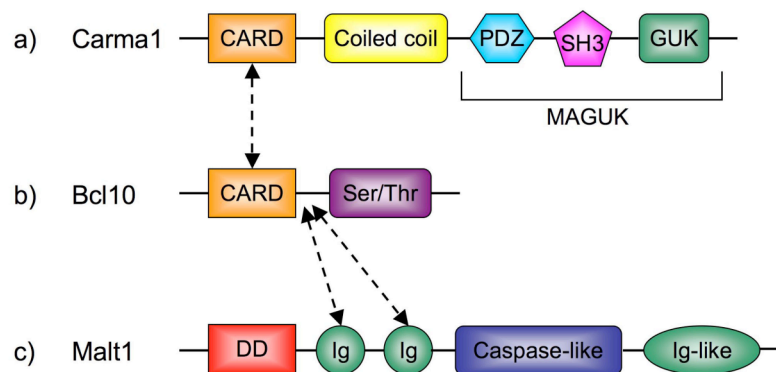 a) Carma1 CARD Coiled coil PDZ SH3 GUK
MAGUK
b) Bcl10 CARD Ser/Thr
c) Malt1 DD Ig Ig Caspase-like Ig-like